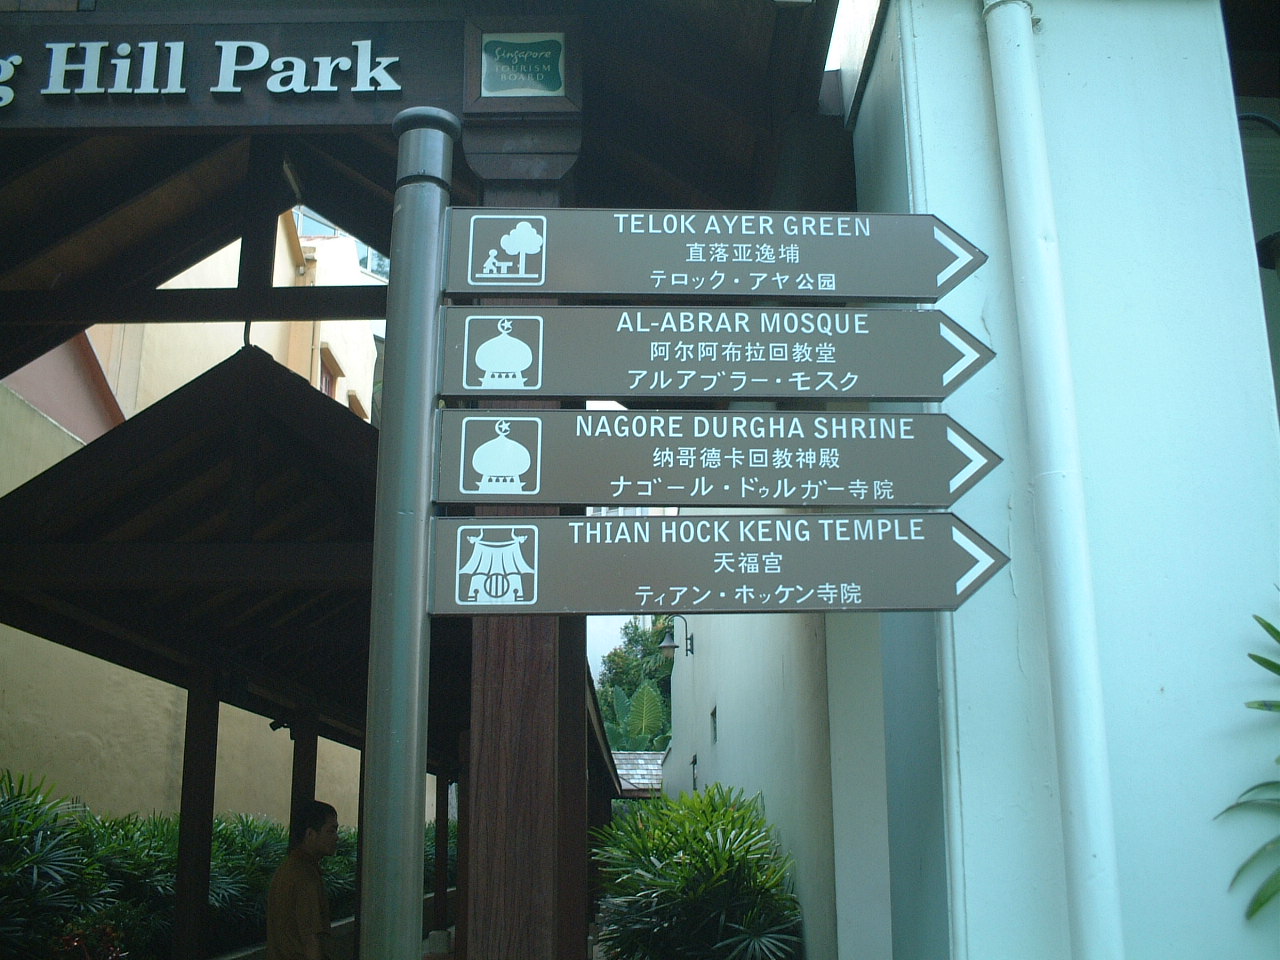 g Hill Park
Singapore
TOURISM
BOARD
TELOK AYER GREEN
直落亚逸埔
テロック・アヤ公园
AL-ABRAR MOSQUE
阿尔阿布拉回教堂
アルアブラー・モスク
NAGORE DURGHA SHRINE
纳哥德卡回教神殿
ナゴール・ドゥルガー寺院
THIAN HOCK KENG TEMPLE
天福宫
ティアン・ホッケン寺院